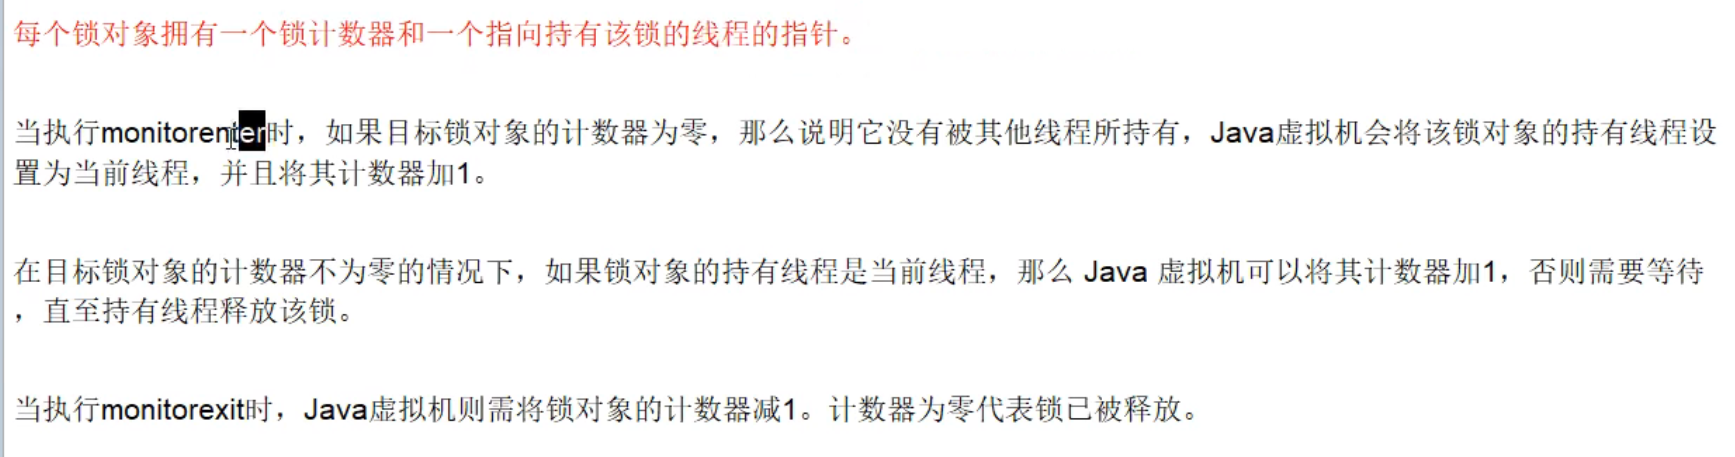 每个锁对象拥有一个锁计数器和一个指向持有该锁的线程的指针。
当执行monitorenter时，如果目标锁对象的计数器为零，那么说明它没有被其他线程所持有，Java虚拟机会将该锁对象的持有线程设
置为当前线程，并且将其计数器加1。
在目标锁对象的计数器不为零的情况下，如果锁对象的持有线程是当前线程，那么 Java 虚拟机可以将其计数器加1，否则需要等待
，直至持有线程释放该锁。
当执行monitorexit时，Java虚拟机则需将锁对象的计数器减1。计数器为零代表锁已被释放。